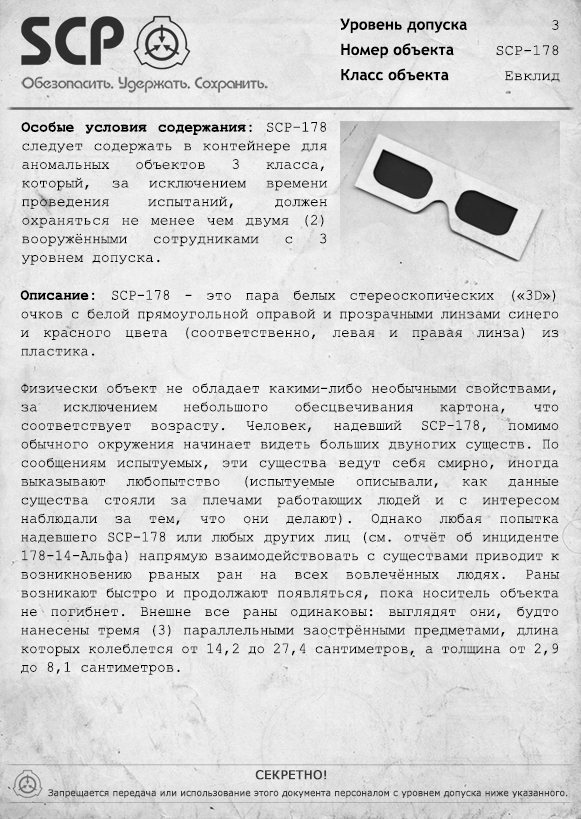 SCP
Обезопасить. Удержать. Сохранить.
Уровень допуска 3
Номер объекта SCP-178
Класс объекта Евклид
Особые условия содержания: SCP-178
следует содержать в контейнере для
аномальных объектов 3 класса,
который, за исключением времени
проведения испытаний, должен
охраняться не менее чем двумя (2)
вооружёнными сотрудниками с 3
уровнем допуска.
Описание: SCP-178 - это пара белых стереоскопических («3D»)
очков с белой прямоугольной оправой и прозрачными линзами синего
и красного цвета (соответственно, левая и правая линза) из
пластика.
Физически объект не обладает какими-либо необычными свойствами,
за исключением небольшого обесцвечивания картона, что
соответствует возрасту. Человек, надевший SCP-178, помимо
обычного окружения начинает видеть больших двуногих существ. По
сообщениям испытуемых, эти существа ведут себя смирно, иногда
выказывают любопытство (испытуемые описывали, как данные
существа стояли за плечами работающих людей и с интересом
наблюдали за тем, что они делают). Однако любая попытка
надевшего SCP-178 или любых других лиц (см. отчёт об инциденте
178-14-Альфа) напрямую взаимодействовать с существами приводит к
возникновению рваных ран на всех вовлечённых людях. Раны
возникают быстро и продолжают появляться, пока носитель объекта
не погибнет. Внешне все раны одинаковы: выглядят они, будто
нанесены тремя (3) параллельными заострёнными предметами, длина
которых колеблется от 14,2 до 27,4 сантиметров, а толщина от 2,9
до 8,1 сантиметров.
СЕКРЕТНО!
Запрещается передача или использование этого документа персоналом с уровнем допуска ниже указанного.